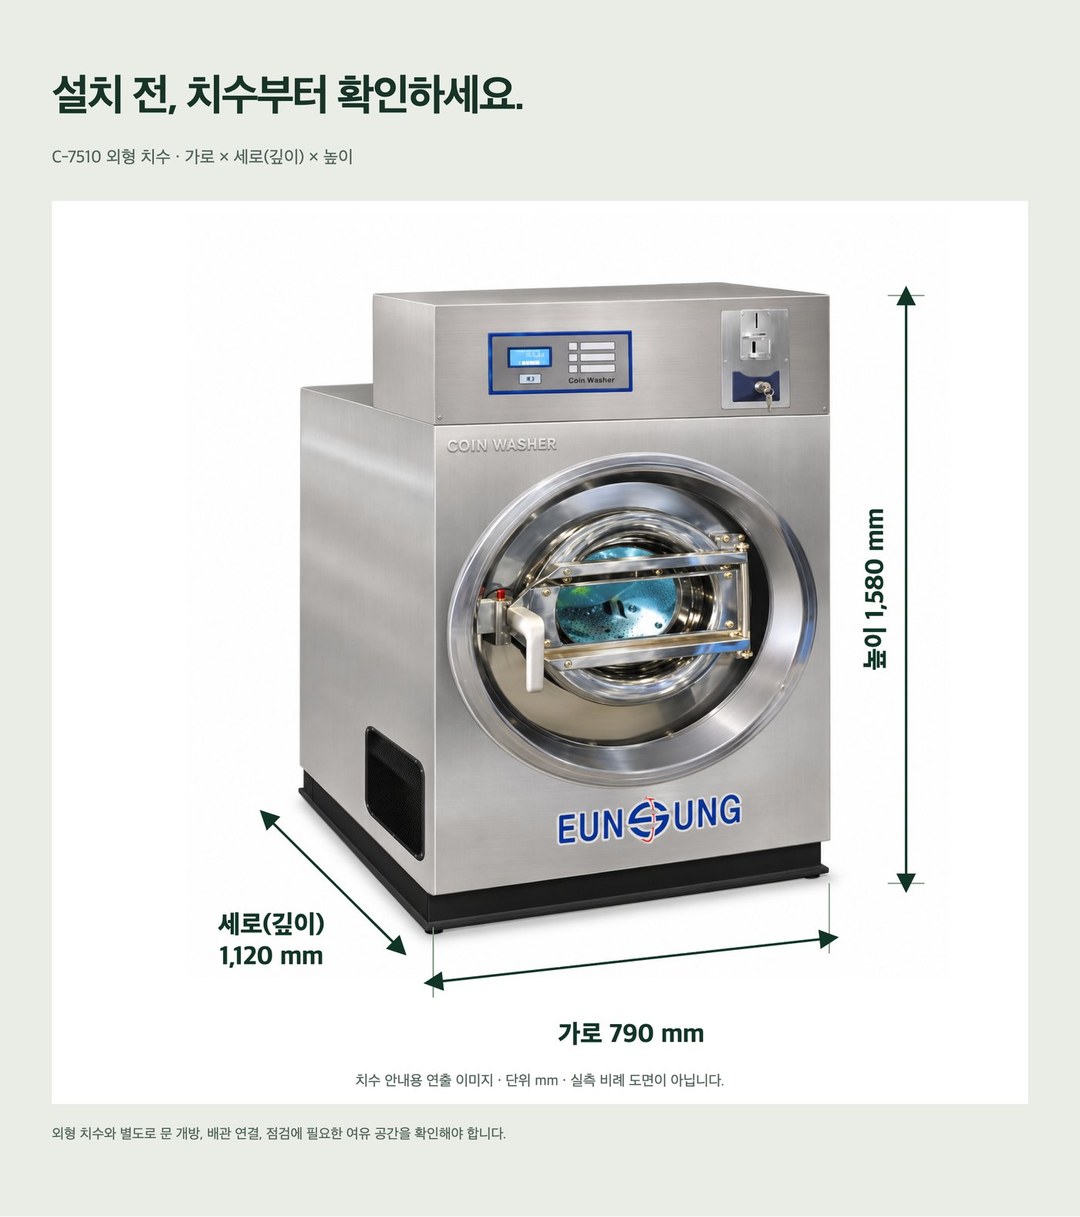 설치 전, 치수부터 확인하세요.
C-7510 외형 치수 · 가로 × 세로(깊이) × 높이
Coin Washer
COIN WASHER
높이 1,580 mm
EUNSUNG
세로(깊이)
1,120 mm
가로 790 mm
치수 안내용 연출 이미지 · 단위 mm · 실측 비례 도면이 아닙니다.
외형 치수와 별도로 문 개방, 배관 연결, 점검에 필요한 여유 공간을 확인해야 합니다.